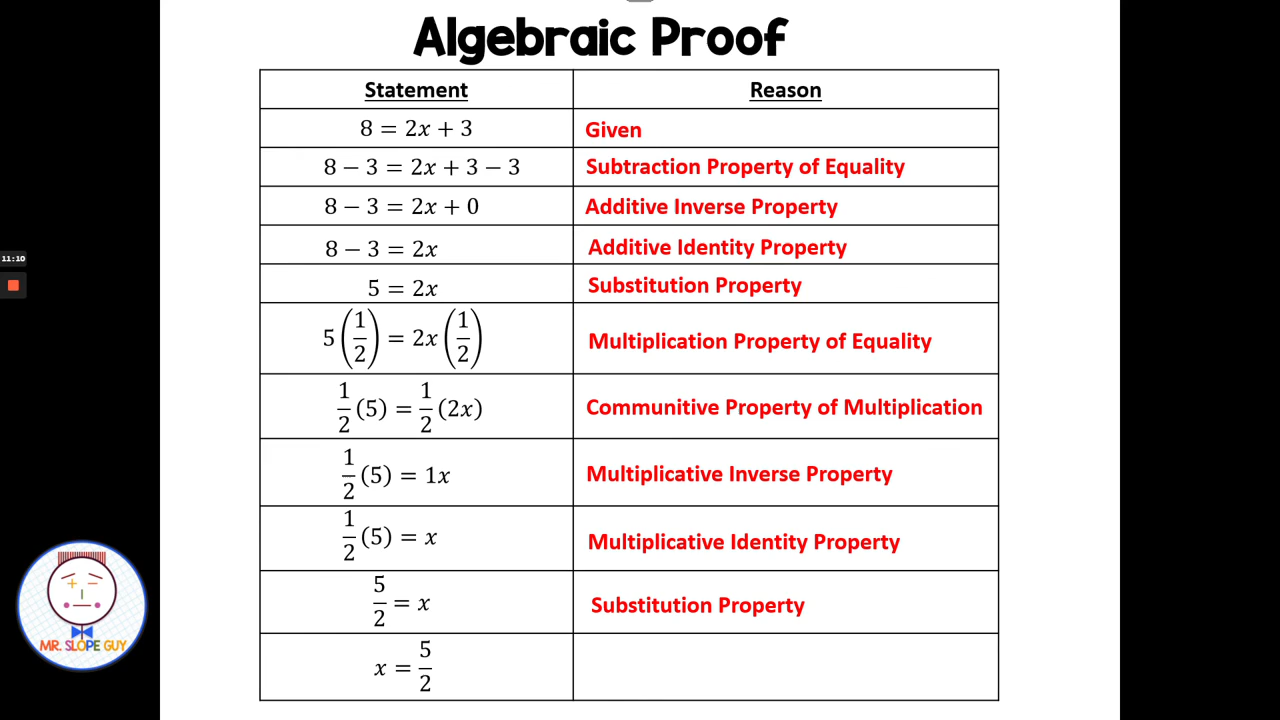 Algebraic Proof
Statement Reason
8 = 2x + 3 Given
8 − 3 = 2x + 3 − 3 Subtraction Property of Equality
8 − 3 = 2x + 0 Additive Inverse Property
8 − 3 = 2x Additive Identity Property
5 = 2x Substitution Property
5(1/2) = 2x(1/2) Multiplication Property of Equality
1/2(5) = 1/2(2x) Communitive Property of Multiplication
1/2(5) = 1x Multiplicative Inverse Property
1/2(5) = x Multiplicative Identity Property
5/2 = x Substitution Property
x = 5/2
11:10
MR. SLOPE GUY